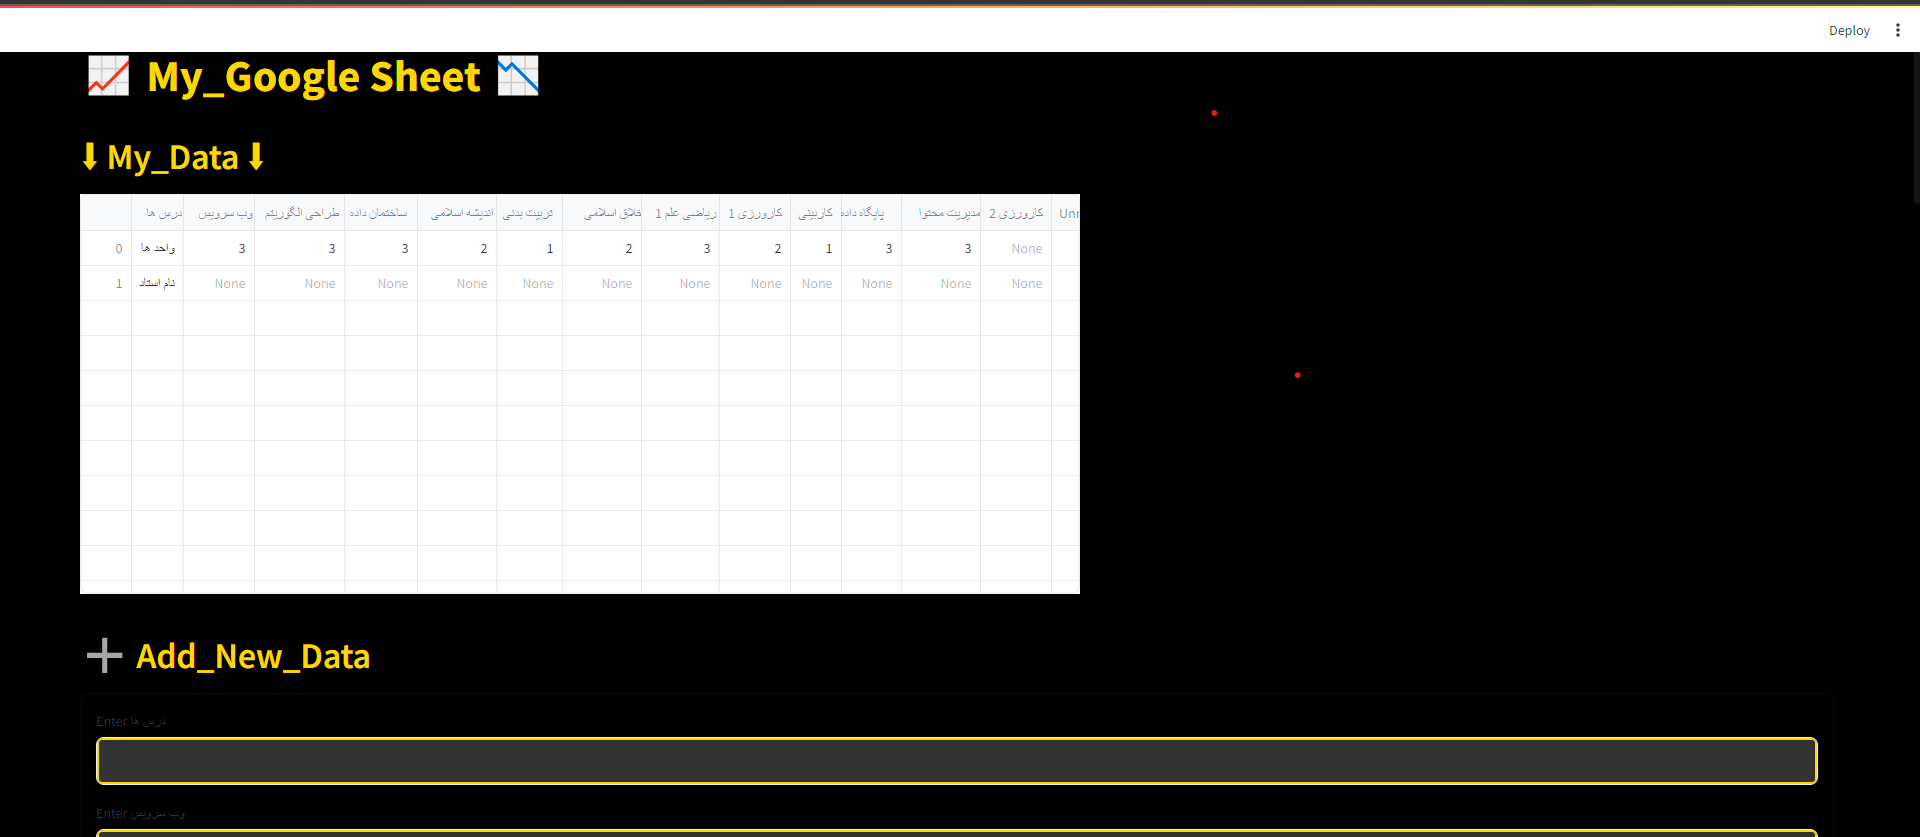 Deploy
My_Google Sheet
My_Data
درس ها وب سرویس طراحی الگوریتم ساختمان داده اندیشه اسلامی تربیت بدنی خلاق اسلامی ریاضی علم 1 کارورزی 1 کاربینی پایگاه داده مدیریت محتوا کارورزی 2 Unr
0 واحد ها 3 3 3 2 1 2 3 2 1 3 3 None
1 نام استاد None None None None None None None None None None None None
Add_New_Data
Enter درس ها
Enter وب سرویس